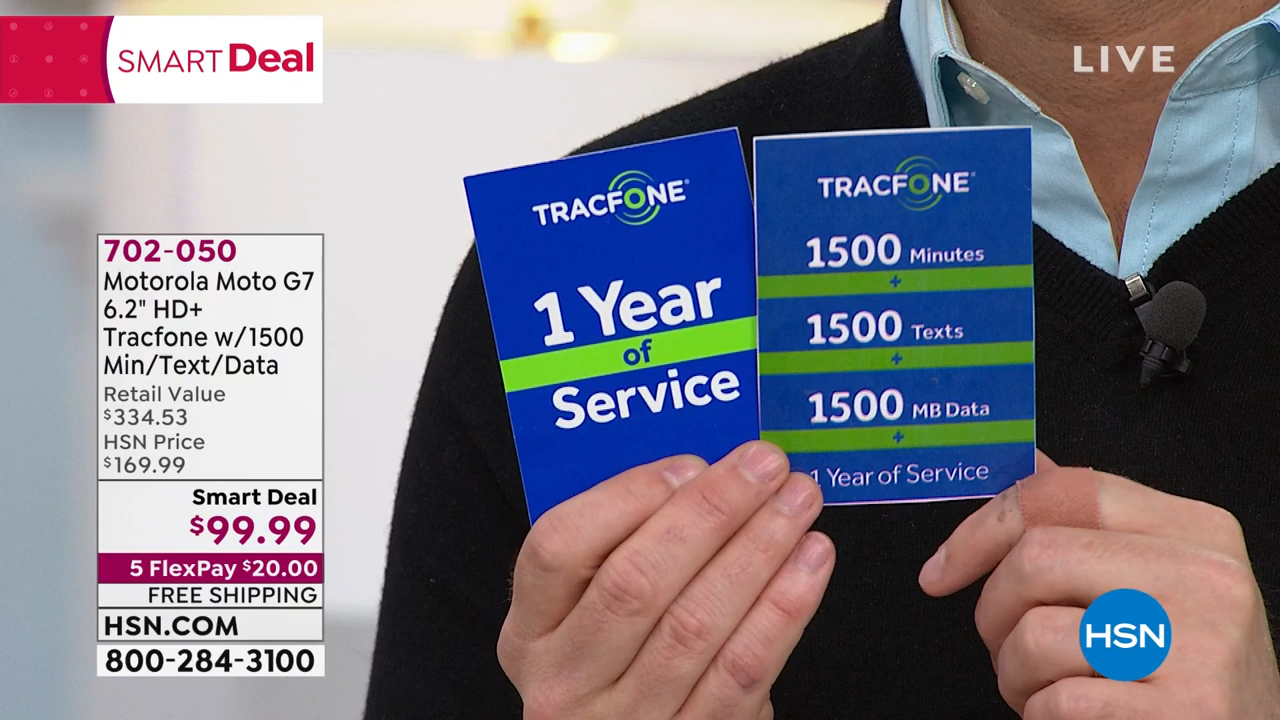 SMART Deal
LIVE
702-050
Motorola Moto G7
6.2" HD+
Tracfone w/1500
Min/Text/Data
Retail Value
$334.53
HSN Price
$169.99
Smart Deal
$99.99
5 FlexPay $20.00
FREE SHIPPING
HSN.COM
800-284-3100
TRACFONE®
1 Year
of
Service
TRACFONE®
1500 Minutes
+
1500 Texts
+
1500 MB Data
+
1 Year of Service
HSN